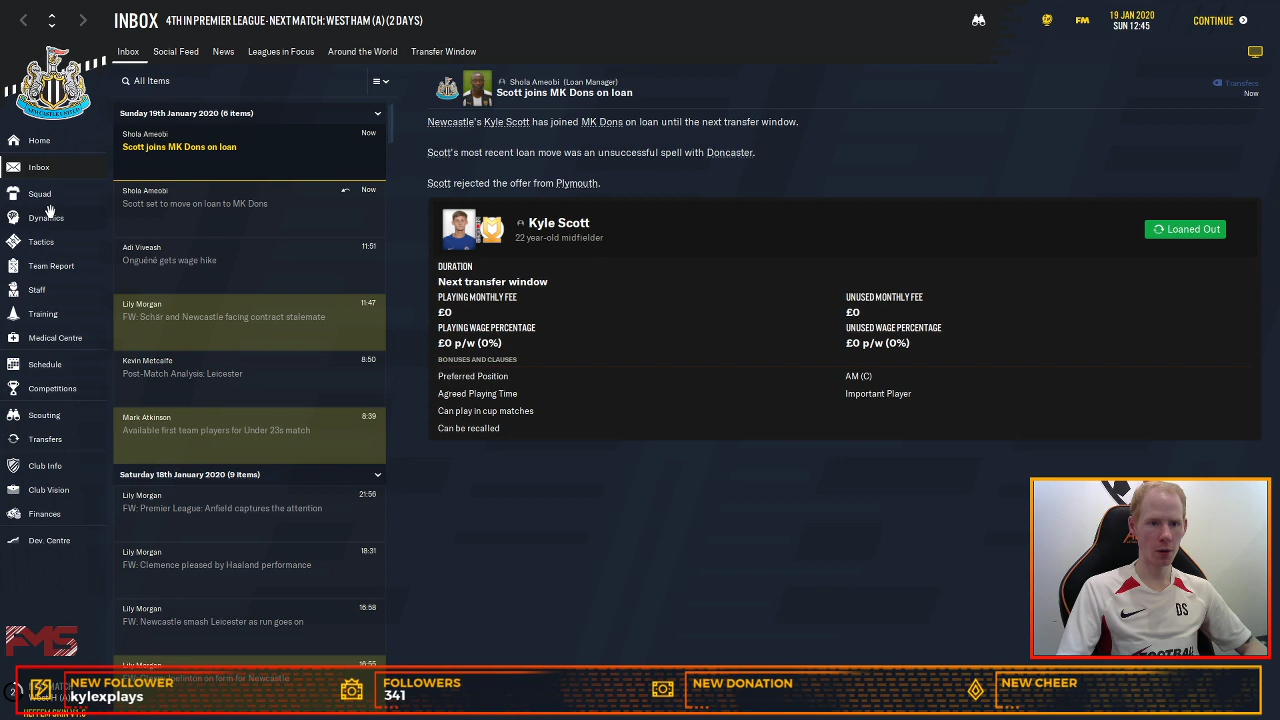 INBOX
4TH IN PREMIER LEAGUE - NEXT MATCH: WEST HAM (A) (2 DAYS)
FM
19 JAN 2020
SUN 12:45
CONTINUE
Inbox Social Feed News Leagues in Focus Around the World Transfer Window
NEWCASTLE UNITED
Home
Inbox
Squad
Dynamics
Tactics
Team Report
Staff
Training
Medical Centre
Schedule
Competitions
Scouting
Transfers
Club Info
Club Vision
Finances
Dev. Centre
All Items
Sunday 19th January 2020 (6 items)
Shola Ameobi Now
Scott joins MK Dons on loan
Shola Ameobi Now
Scott set to move on loan to MK Dons
Adi Viveash 11:51
Onguéné gets wage hike
Lily Morgan 11:47
FW: Schär and Newcastle facing contract stalemate
Kevin Metcalfe 8:50
Post-Match Analysis: Leicester
Mark Atkinson 8:39
Available first team players for Under 23s match
Saturday 18th January 2020 (9 items)
Lily Morgan 21:56
FW: Premier League: Anfield captures the attention
Lily Morgan 18:31
FW: Clemence pleased by Haaland performance
Lily Morgan 16:58
FW: Newcastle smash Leicester as run goes on
Lily Morgan 16:55
Shola Ameobi (Loan Manager)
Scott joins MK Dons on loan
Transfers
Now
Newcastle's Kyle Scott has joined MK Dons on loan until the next transfer window.
Scott's most recent loan move was an unsuccessful spell with Doncaster.
Scott rejected the offer from Plymouth.
Kyle Scott
22 year-old midfielder
Loaned Out
DURATION
Next transfer window
PLAYING MONTHLY FEE UNUSED MONTHLY FEE
£0 £0
PLAYING WAGE PERCENTAGE UNUSED WAGE PERCENTAGE
£0 p/w (0%) £0 p/w (0%)
BONUSES AND CLAUSES
Preferred Position AM (C)
Agreed Playing Time Important Player
Can play in cup matches
Can be recalled
DS
FMS
NEW FOLLOWER
kylexplays
FOLLOWERS
341
NEW DONATION
NEW CHEER